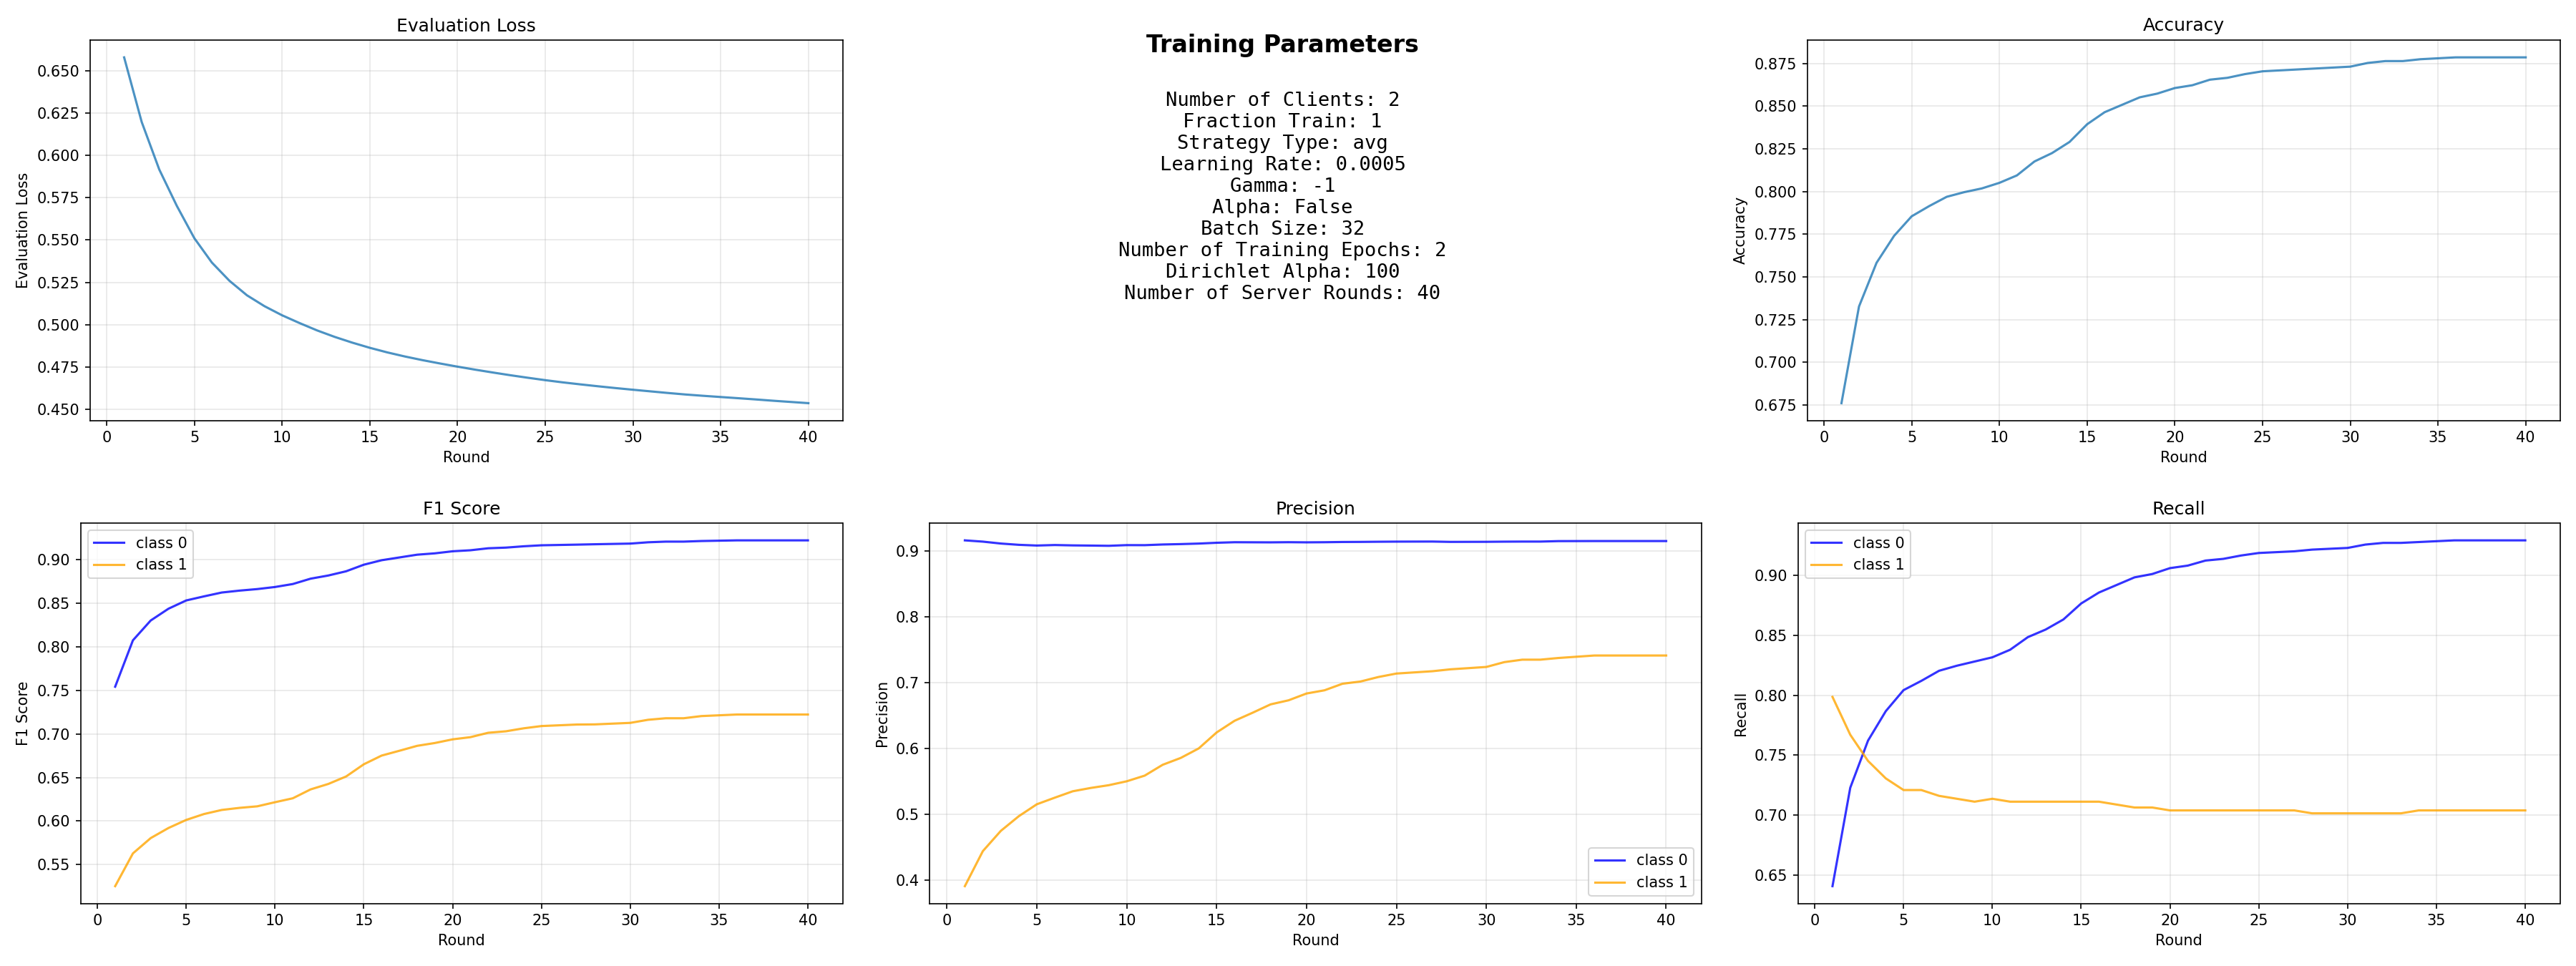 Evaluation Loss
Evaluation Loss
0.650
0.625
0.600
0.575
0.550
0.525
0.500
0.475
0.450
0 5 10 15 20 25 30 35 40
Round
Training Parameters
Number of Clients: 2
Fraction Train: 1
Strategy Type: avg
Learning Rate: 0.0005
Gamma: -1
Alpha: False
Batch Size: 32
Number of Training Epochs: 2
Dirichlet Alpha: 100
Number of Server Rounds: 40
Accuracy
Accuracy
0.875
0.850
0.825
0.800
0.775
0.750
0.725
0.700
0.675
0 5 10 15 20 25 30 35 40
Round
F1 Score
class 0
class 1
F1 Score
0.90
0.85
0.80
0.75
0.70
0.65
0.60
0.55
0 5 10 15 20 25 30 35 40
Round
Precision
Precision
0.9
0.8
0.7
0.6
0.5
0.4
class 0
class 1
0 5 10 15 20 25 30 35 40
Round
Recall
class 0
class 1
Recall
0.90
0.85
0.80
0.75
0.70
0.65
0 5 10 15 20 25 30 35 40
Round